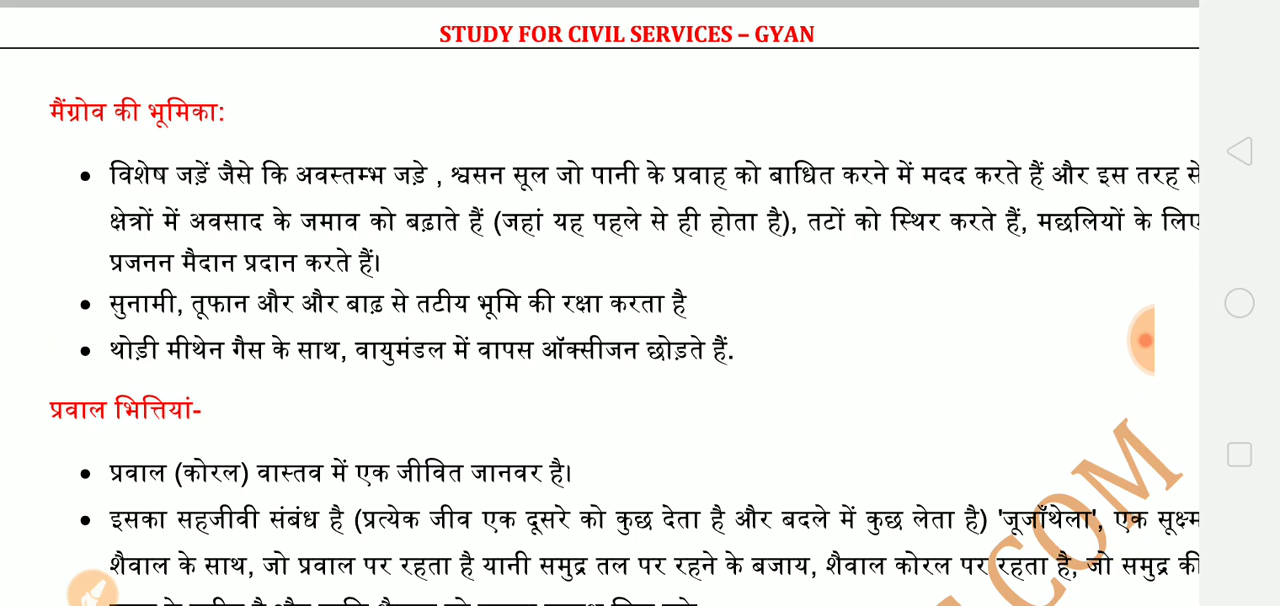 STUDY FOR CIVIL SERVICES – GYAN
मैंग्रोव की भूमिका:
• विशेष जड़ें जैसे कि अवस्तम्भ जड़े , श्वसन सूल जो पानी के प्रवाह को बाधित करने में मदद करते हैं और इस तरह से
क्षेत्रों में अवसाद के जमाव को बढ़ाते हैं (जहां यह पहले से ही होता है), तटों को स्थिर करते हैं, मछलियों के लिए
प्रजनन मैदान प्रदान करते हैं।
• सुनामी, तूफान और और बाढ़ से तटीय भूमि की रक्षा करता है
• थोड़ी मीथेन गैस के साथ, वायुमंडल में वापस ऑक्सीजन छोड़ते हैं.
प्रवाल भित्तियां-
• प्रवाल (कोरल) वास्तव में एक जीवित जानवर है।
• इसका सहजीवी संबंध है (प्रत्येक जीव एक दूसरे को कुछ देता है और बदले में कुछ लेता है) 'जूजाँथेला', एक सूक्ष्म
शैवाल के साथ, जो प्रवाल पर रहता है यानी समुद्र तल पर रहने के बजाय, शैवाल कोरल पर रहता है, जो समुद्र की
.COM